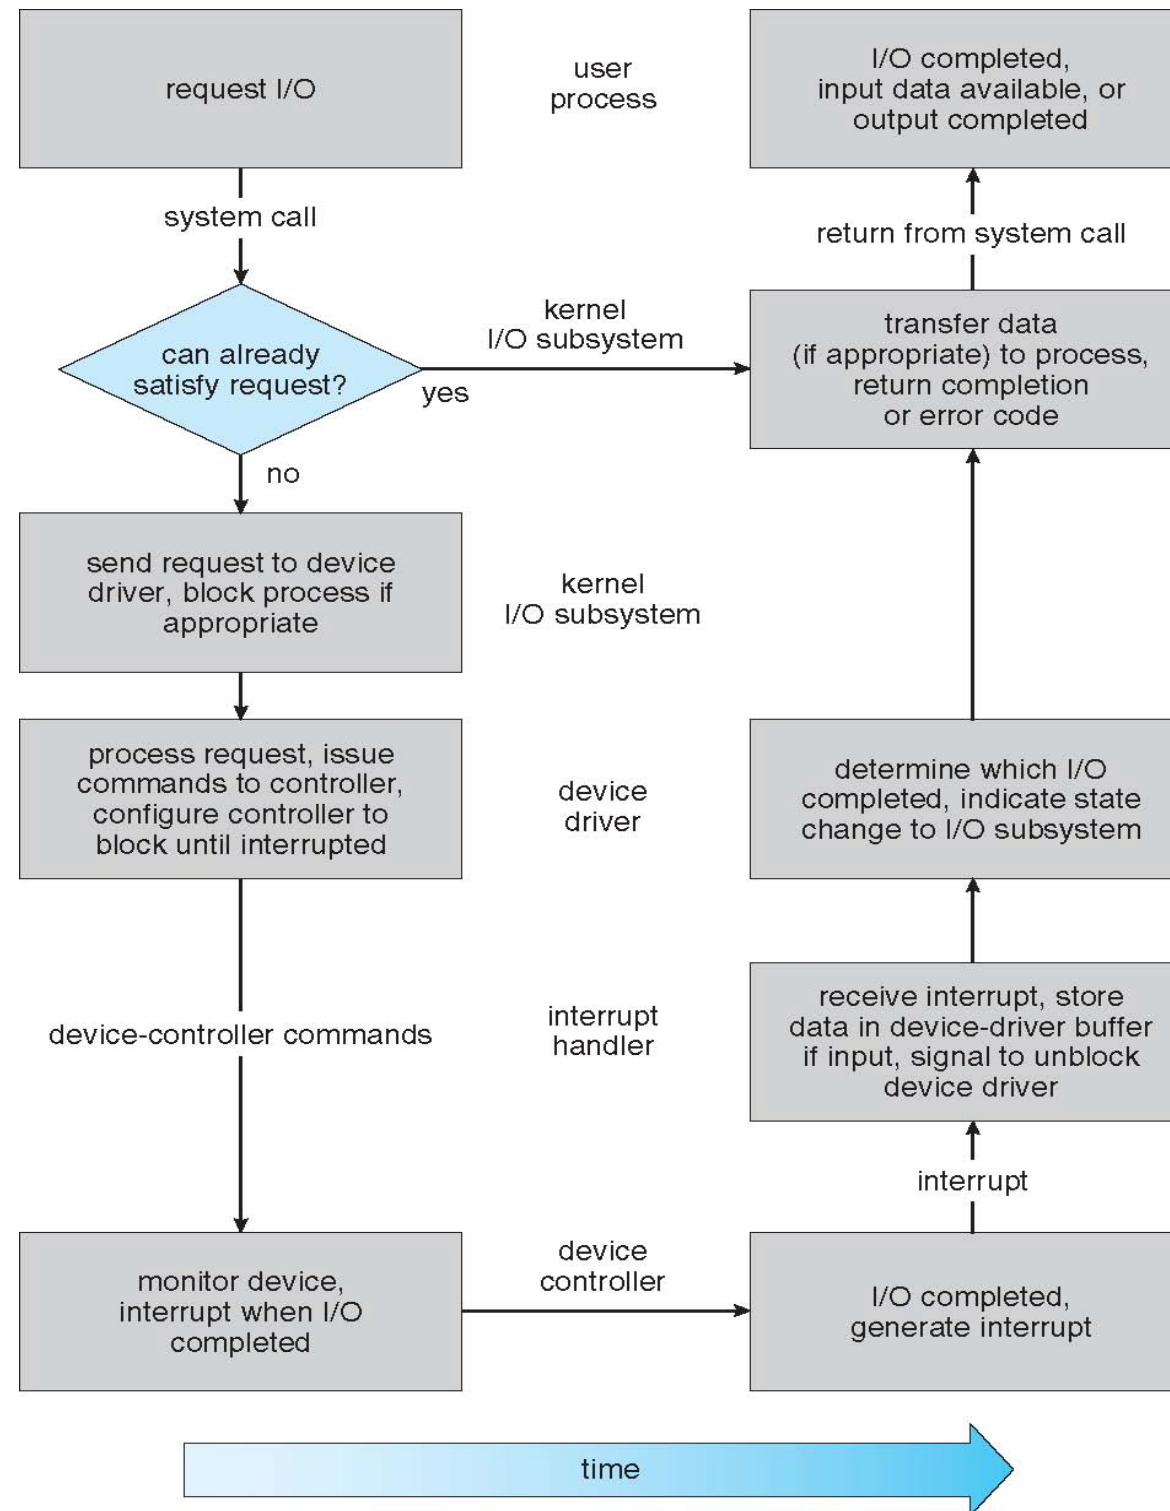 request I/O
user
process
I/O completed,
input data available, or
output completed
system call
return from system call
can already
satisfy request?
kernel
I/O subsystem
yes
transfer data
(if appropriate) to process,
return completion
or error code
no
send request to device
driver, block process if
appropriate
kernel
I/O subsystem
process request, issue
commands to controller,
configure controller to
block until interrupted
device
driver
determine which I/O
completed, indicate state
change to I/O subsystem
device-controller commands
interrupt
handler
receive interrupt, store
data in device-driver buffer
if input, signal to unblock
device driver
interrupt
monitor device,
interrupt when I/O
completed
device
controller
I/O completed,
generate interrupt
time